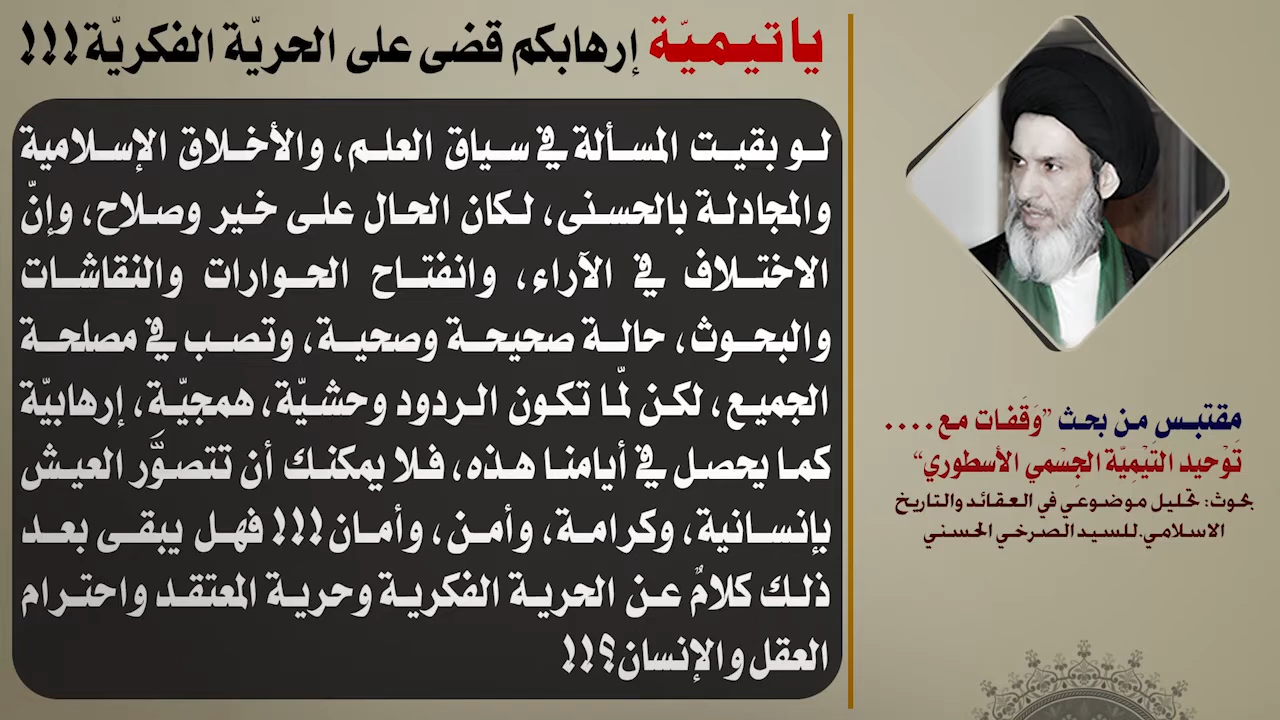 يا تيميّة إرهابكم قضى على الحريّة الفكريّة!!!
لو بقيت المسألة في سياق العلم، والأخلاق الإسلامية
والمجادلة بالحسنى، لكان الحال على خير وصلاح، وإنّ
الاختلاف في الآراء، وانفتاح الحوارات والنقاشات
والبحوث، حالة صحيحة وصحية، وتصب في مصلحة
الجميع، لكن لمّا تكون الردود وحشيّة، همجيّة، إرهابيّة
كما يحصل في أيامنا هذه، فلا يمكنك أن تتصوَّر العيش
بإنسانية، وكرامة، وأمن، وأمان!!! فهل يبقى بعد
ذلك كلامٌ عن الحرية الفكرية وحرية المعتقد واحترام
العقل والإنسان؟!!
مقتبس من بحث "وَقَفات مع....
تَوْحيد التَيْمِيّة الجِسْمي الأسطوري"
بحوث: تحليل موضوعي في العقائد والتاريخ
الاسلامي.للسيد الصرخي الحسني